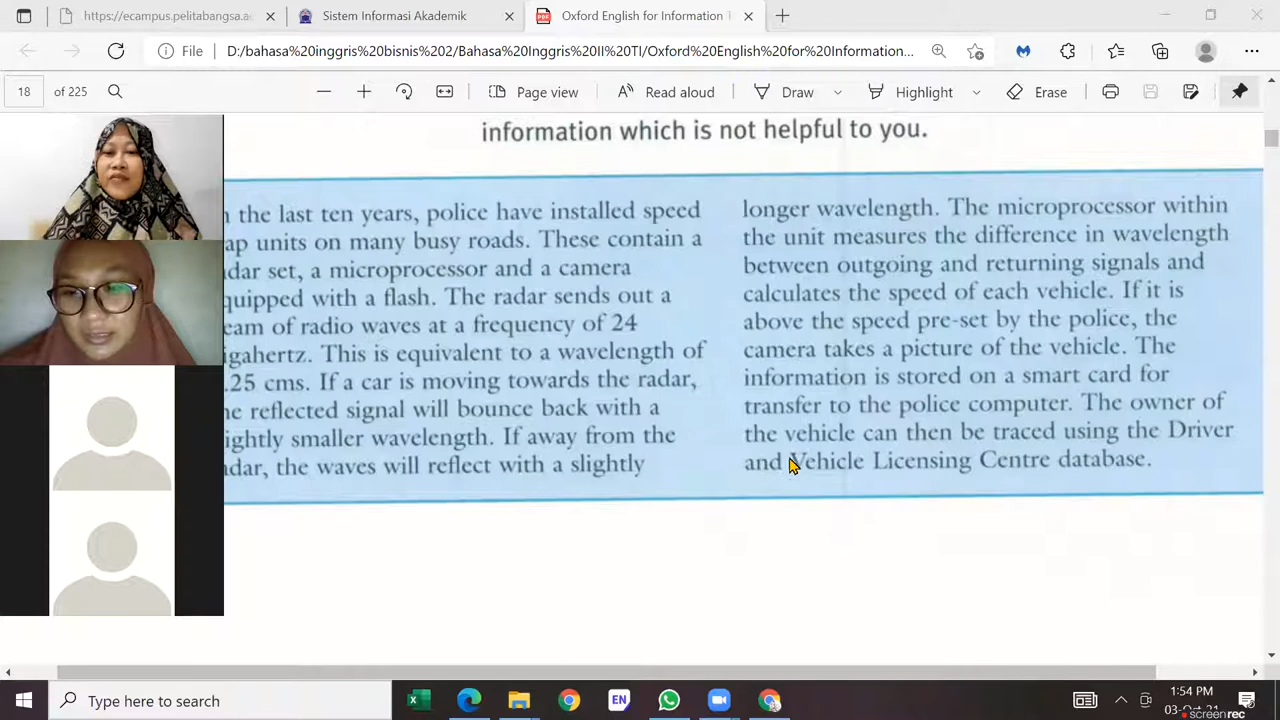 https://ecampus.pelitabangsa.a
Sistem Informasi Akademik
Oxford English for Information
File
D:/bahasa%20inggris%20bisnis%202/Bahasa%20Inggris%20II%20TI/Oxford%20English%20for%20Information...
18
of 225
Page view
Read aloud
Draw
Highlight
Erase
information which is not helpful to you.
the last ten years, police have installed speed
ap units on many busy roads. These contain a
dar set, a microprocessor and a camera
quipped with a flash. The radar sends out a
eam of radio waves at a frequency of 24
igahertz. This is equivalent to a wavelength of
.25 cms. If a car is moving towards the radar,
he reflected signal will bounce back with a
ightly smaller wavelength. If away from the
dar, the waves will reflect with a slightly
longer wavelength. The microprocessor within
the unit measures the difference in wavelength
between outgoing and returning signals and
calculates the speed of each vehicle. If it is
above the speed pre-set by the police, the
camera takes a picture of the vehicle. The
information is stored on a smart card for
transfer to the police computer. The owner of
the vehicle can then be traced using the Driver
and Vehicle Licensing Centre database.
Type here to search
EN
1:54 PM
03-Oct-21
screenrec